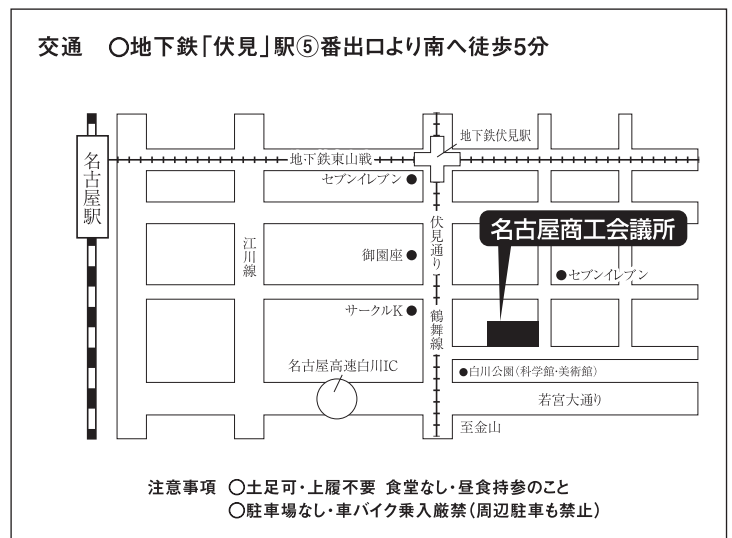 交通　○地下鉄「伏見」駅⑤番出口より南へ徒歩5分
地下鉄伏見駅
名古屋駅
地下鉄東山戦
セブンイレブン
伏見通り
名古屋商工会議所
江川線
御園座
セブンイレブン
サークルK
鶴舞線
名古屋高速白川IC
白川公園(科学館・美術館)
若宮大通り
至金山
注意事項　○土足可・上履不要 食堂なし・昼食持参のこと
○駐車場なし・車バイク乗入厳禁(周辺駐車も禁止)